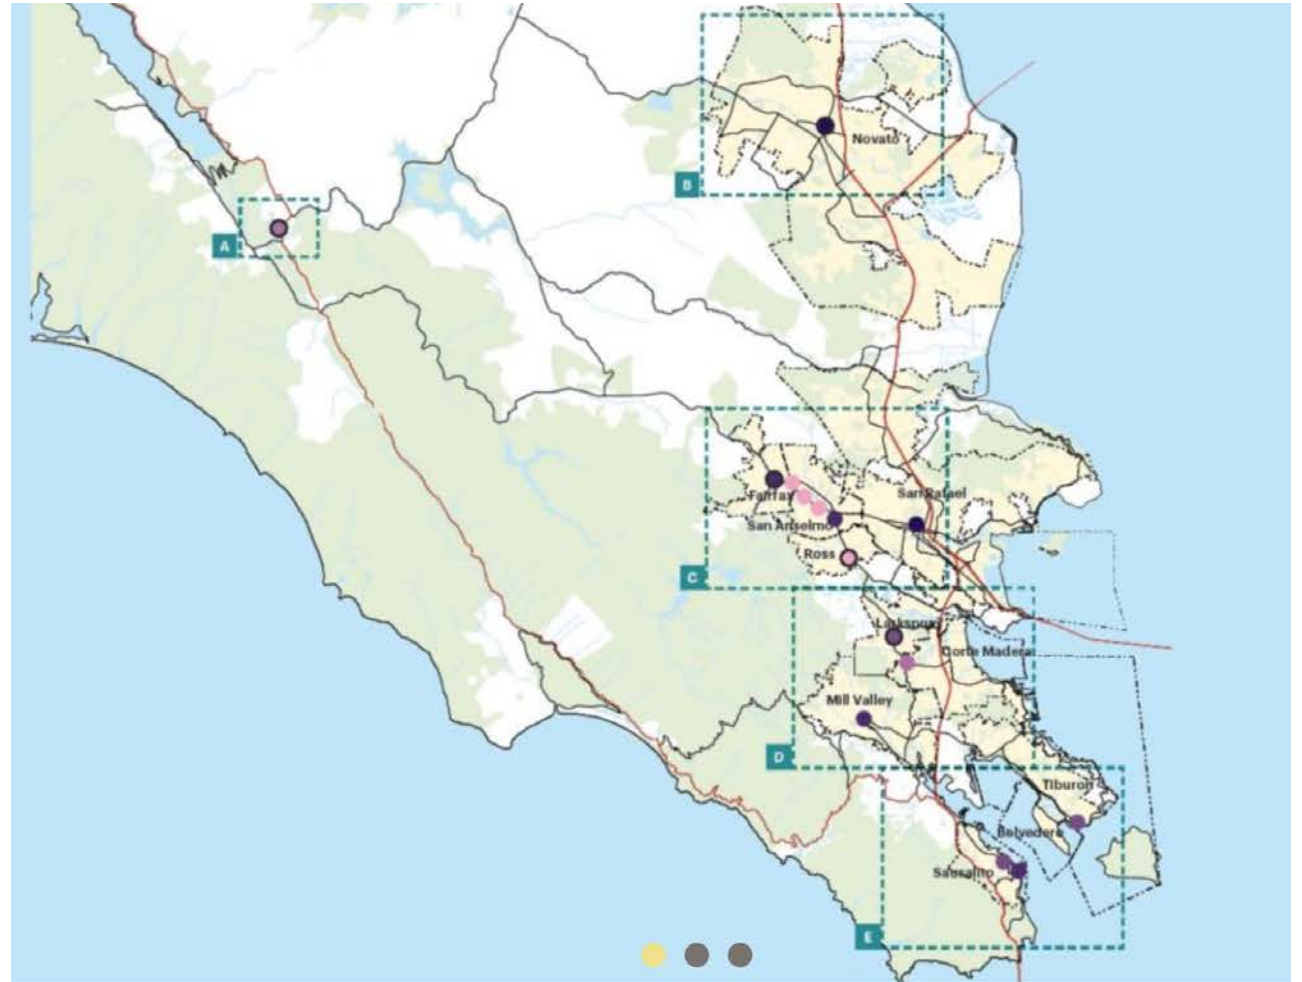 Novato
B
A
Fairfax
San Rafael
San Anselmo
Ross
C
Larkspur
Corte Madera
Mill Valley
D
Tiburon
Belvedere
Sausalito
E